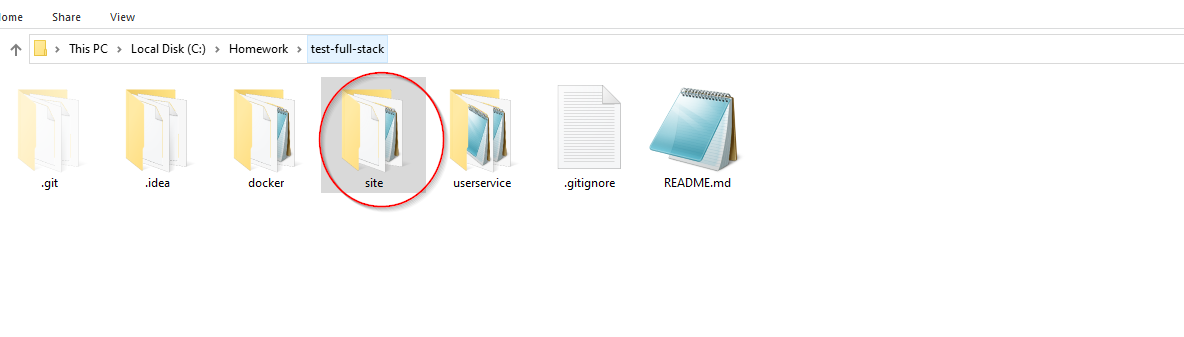 ome Share View
This PC Local Disk (C:) Homework test-full-stack
.git .idea docker site userservice .gitignore README.md